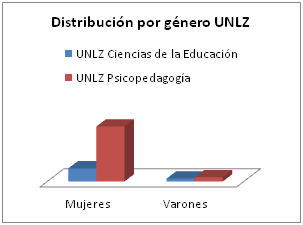 Distribución por género UNLZ
UNLZ Ciencias de la Educación
UNLZ Psicopedagogía
Mujeres Varones